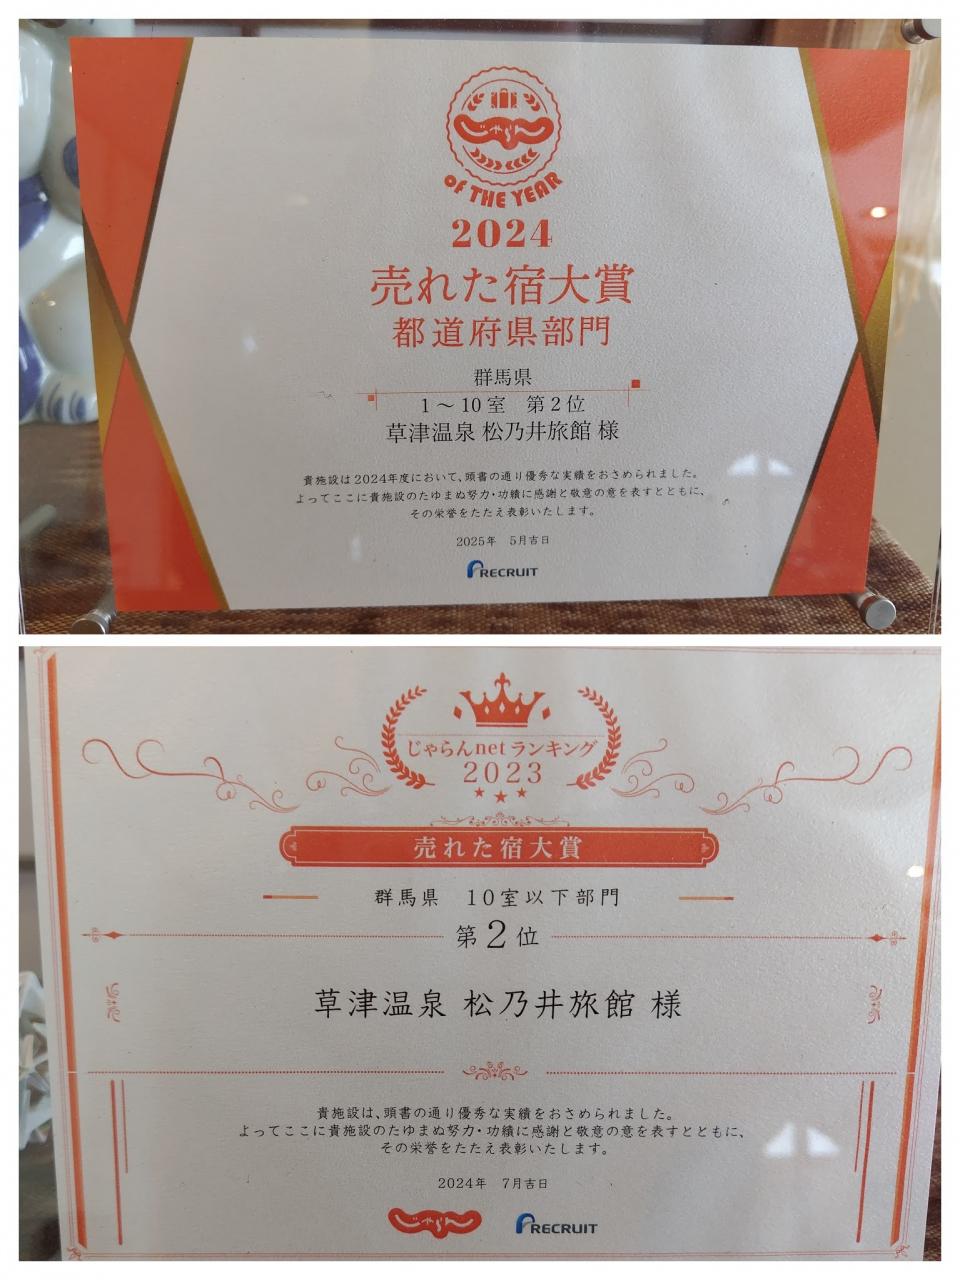 じゃらん
OF THE YEAR
2024
売れた宿大賞
都道府県部門
群馬県
1～10室 第2位
草津温泉 松乃井旅館 様
貴施設は2024年度において、頭書の通り優秀な実績をおさめられました。
よってここに貴施設のたゆまぬ努力・功績に感謝と敬意の意を表すとともに、
その栄誉をたたえ表彰いたします。
2025年 5月吉日
RECRUIT
じゃらんnetランキング
2023
売れた宿大賞
群馬県 10室以下部門
第2位
草津温泉 松乃井旅館 様
貴施設は、頭書の通り優秀な実績をおさめられました。
よってここに貴施設のたゆまぬ努力・功績に感謝と敬意の意を表すとともに、
その栄誉をたたえ表彰いたします。
2024年 7月吉日
じゃらん RECRUIT